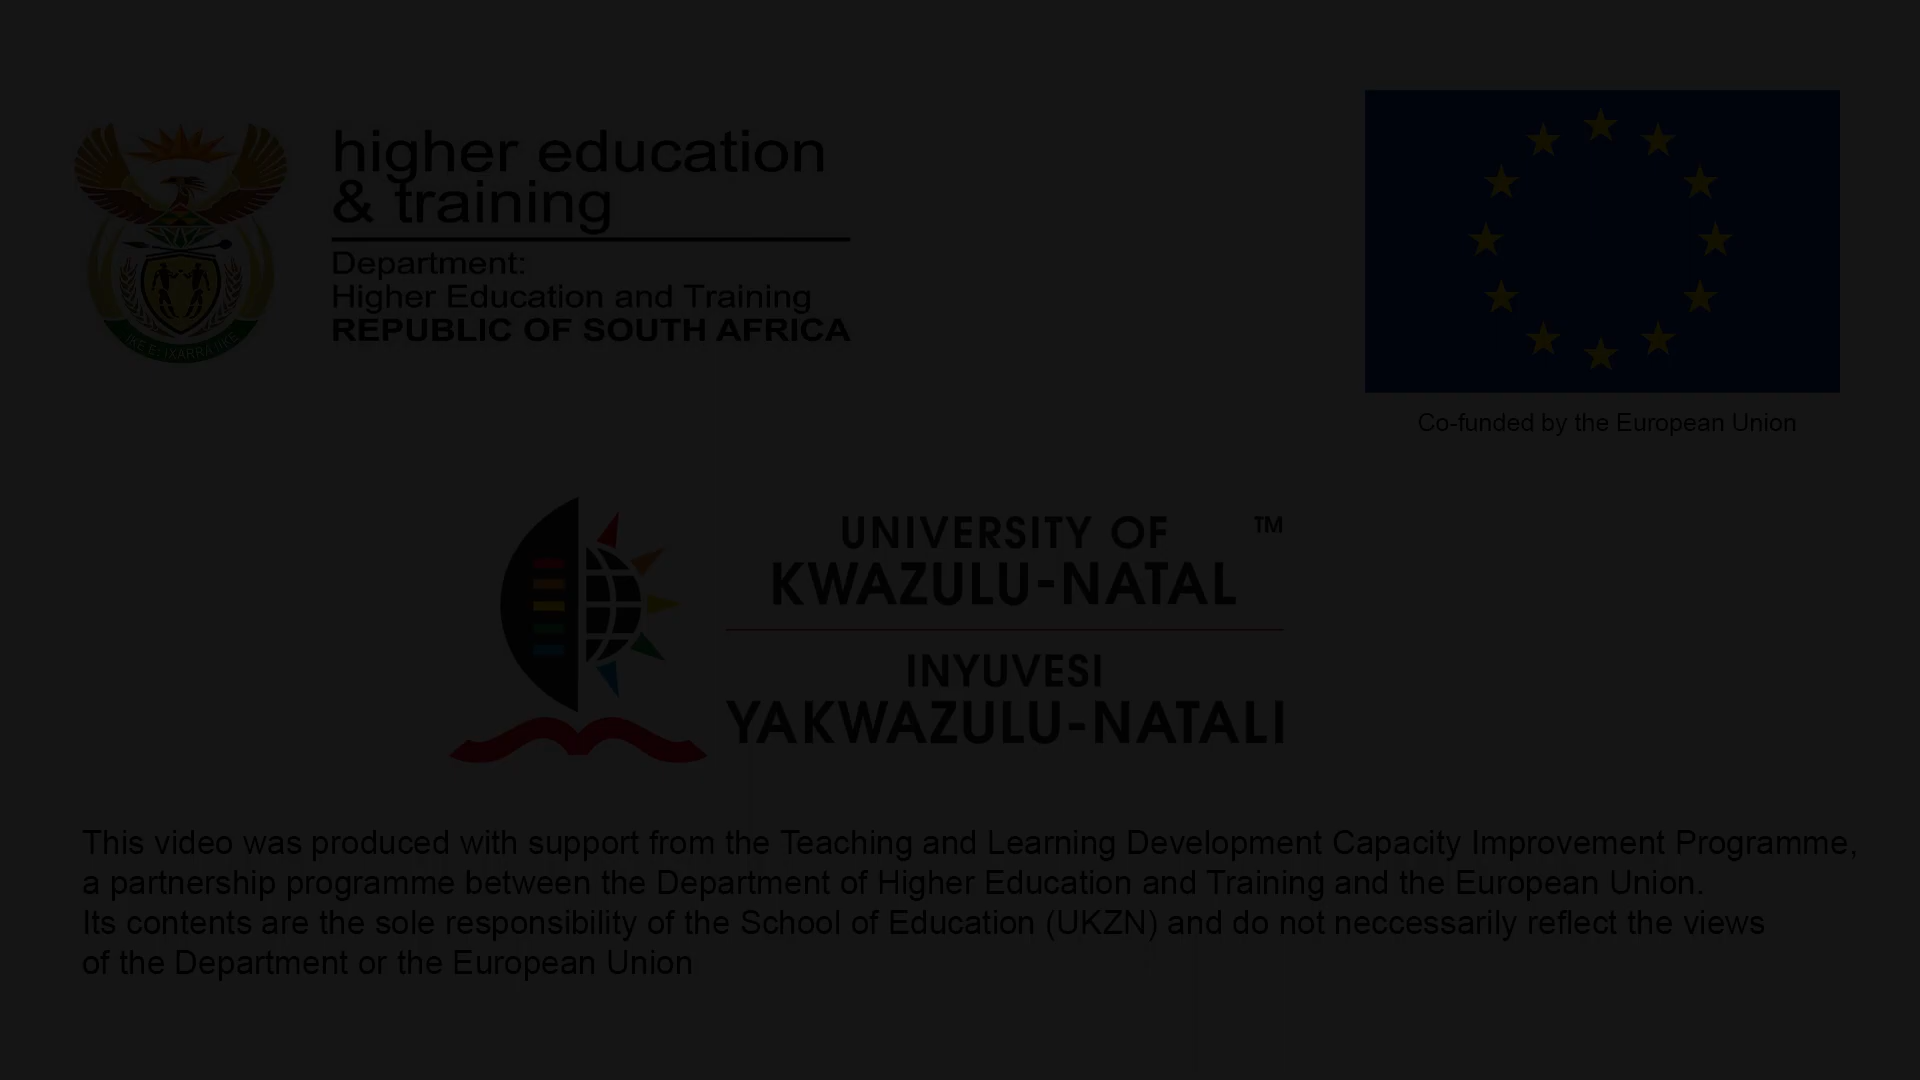 higher education
& training
Department:
Higher Education and Training
REPUBLIC OF SOUTH AFRICA
!KE E: /XARRA //KE
Co-funded by the European Union
UNIVERSITY OF TM
KWAZULU-NATAL
INYUVESI
YAKWAZULU-NATALI
This video was produced with support from the Teaching and Learning Development Capacity Improvement Programme,
a partnership programme between the Department of Higher Education and Training and the European Union.
Its contents are the sole responsibility of the School of Education (UKZN) and do not neccessarily reflect the views
of the Department or the European Union